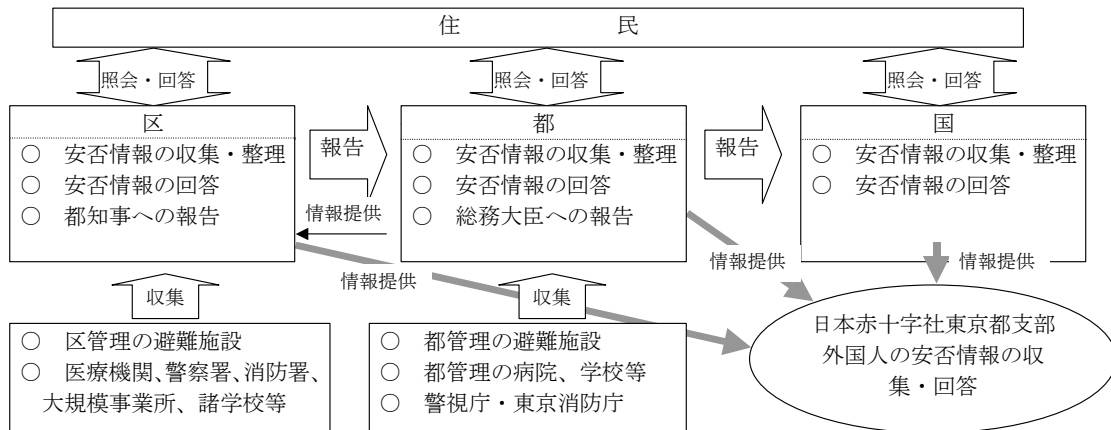 住　　　民
照会・回答
照会・回答
照会・回答
区
○ 安否情報の収集・整理
○ 安否情報の回答
○ 都知事への報告
報告
都
○ 安否情報の収集・整理
○ 安否情報の回答
○ 総務大臣への報告
報告
国
○ 安否情報の収集・整理
○ 安否情報の回答
情報提供
情報提供
情報提供
情報提供
収集
収集
○ 区管理の避難施設
○ 医療機関、警察署、消防署、
大規模事業所、諸学校等
○ 都管理の避難施設
○ 都管理の病院、学校等
○ 警視庁・東京消防庁
日本赤十字社東京都支部
外国人の安否情報の収
集・回答